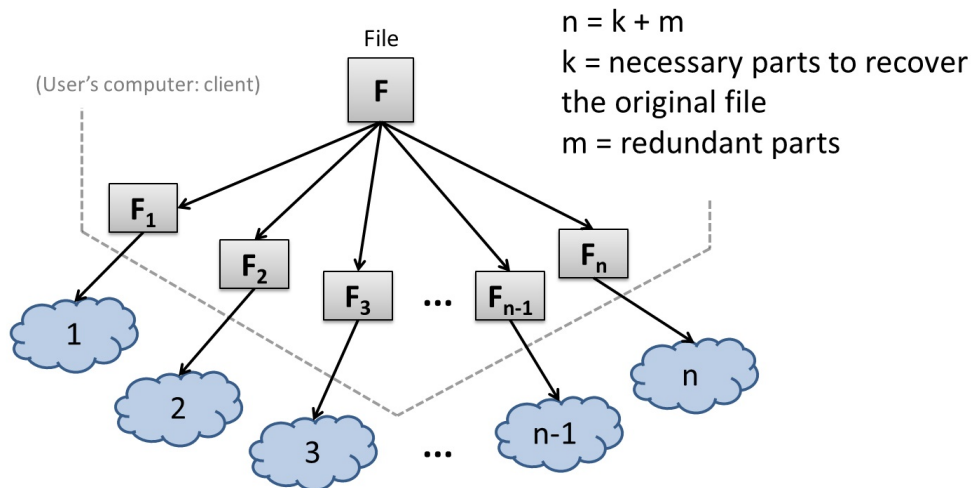 n = k + m
k = necessary parts to recover
the original file
m = redundant parts
File
(User's computer: client)
F
F₁
F₂
F₃
...
Fₙ₋₁
Fₙ
1
2
3
...
n-1
n